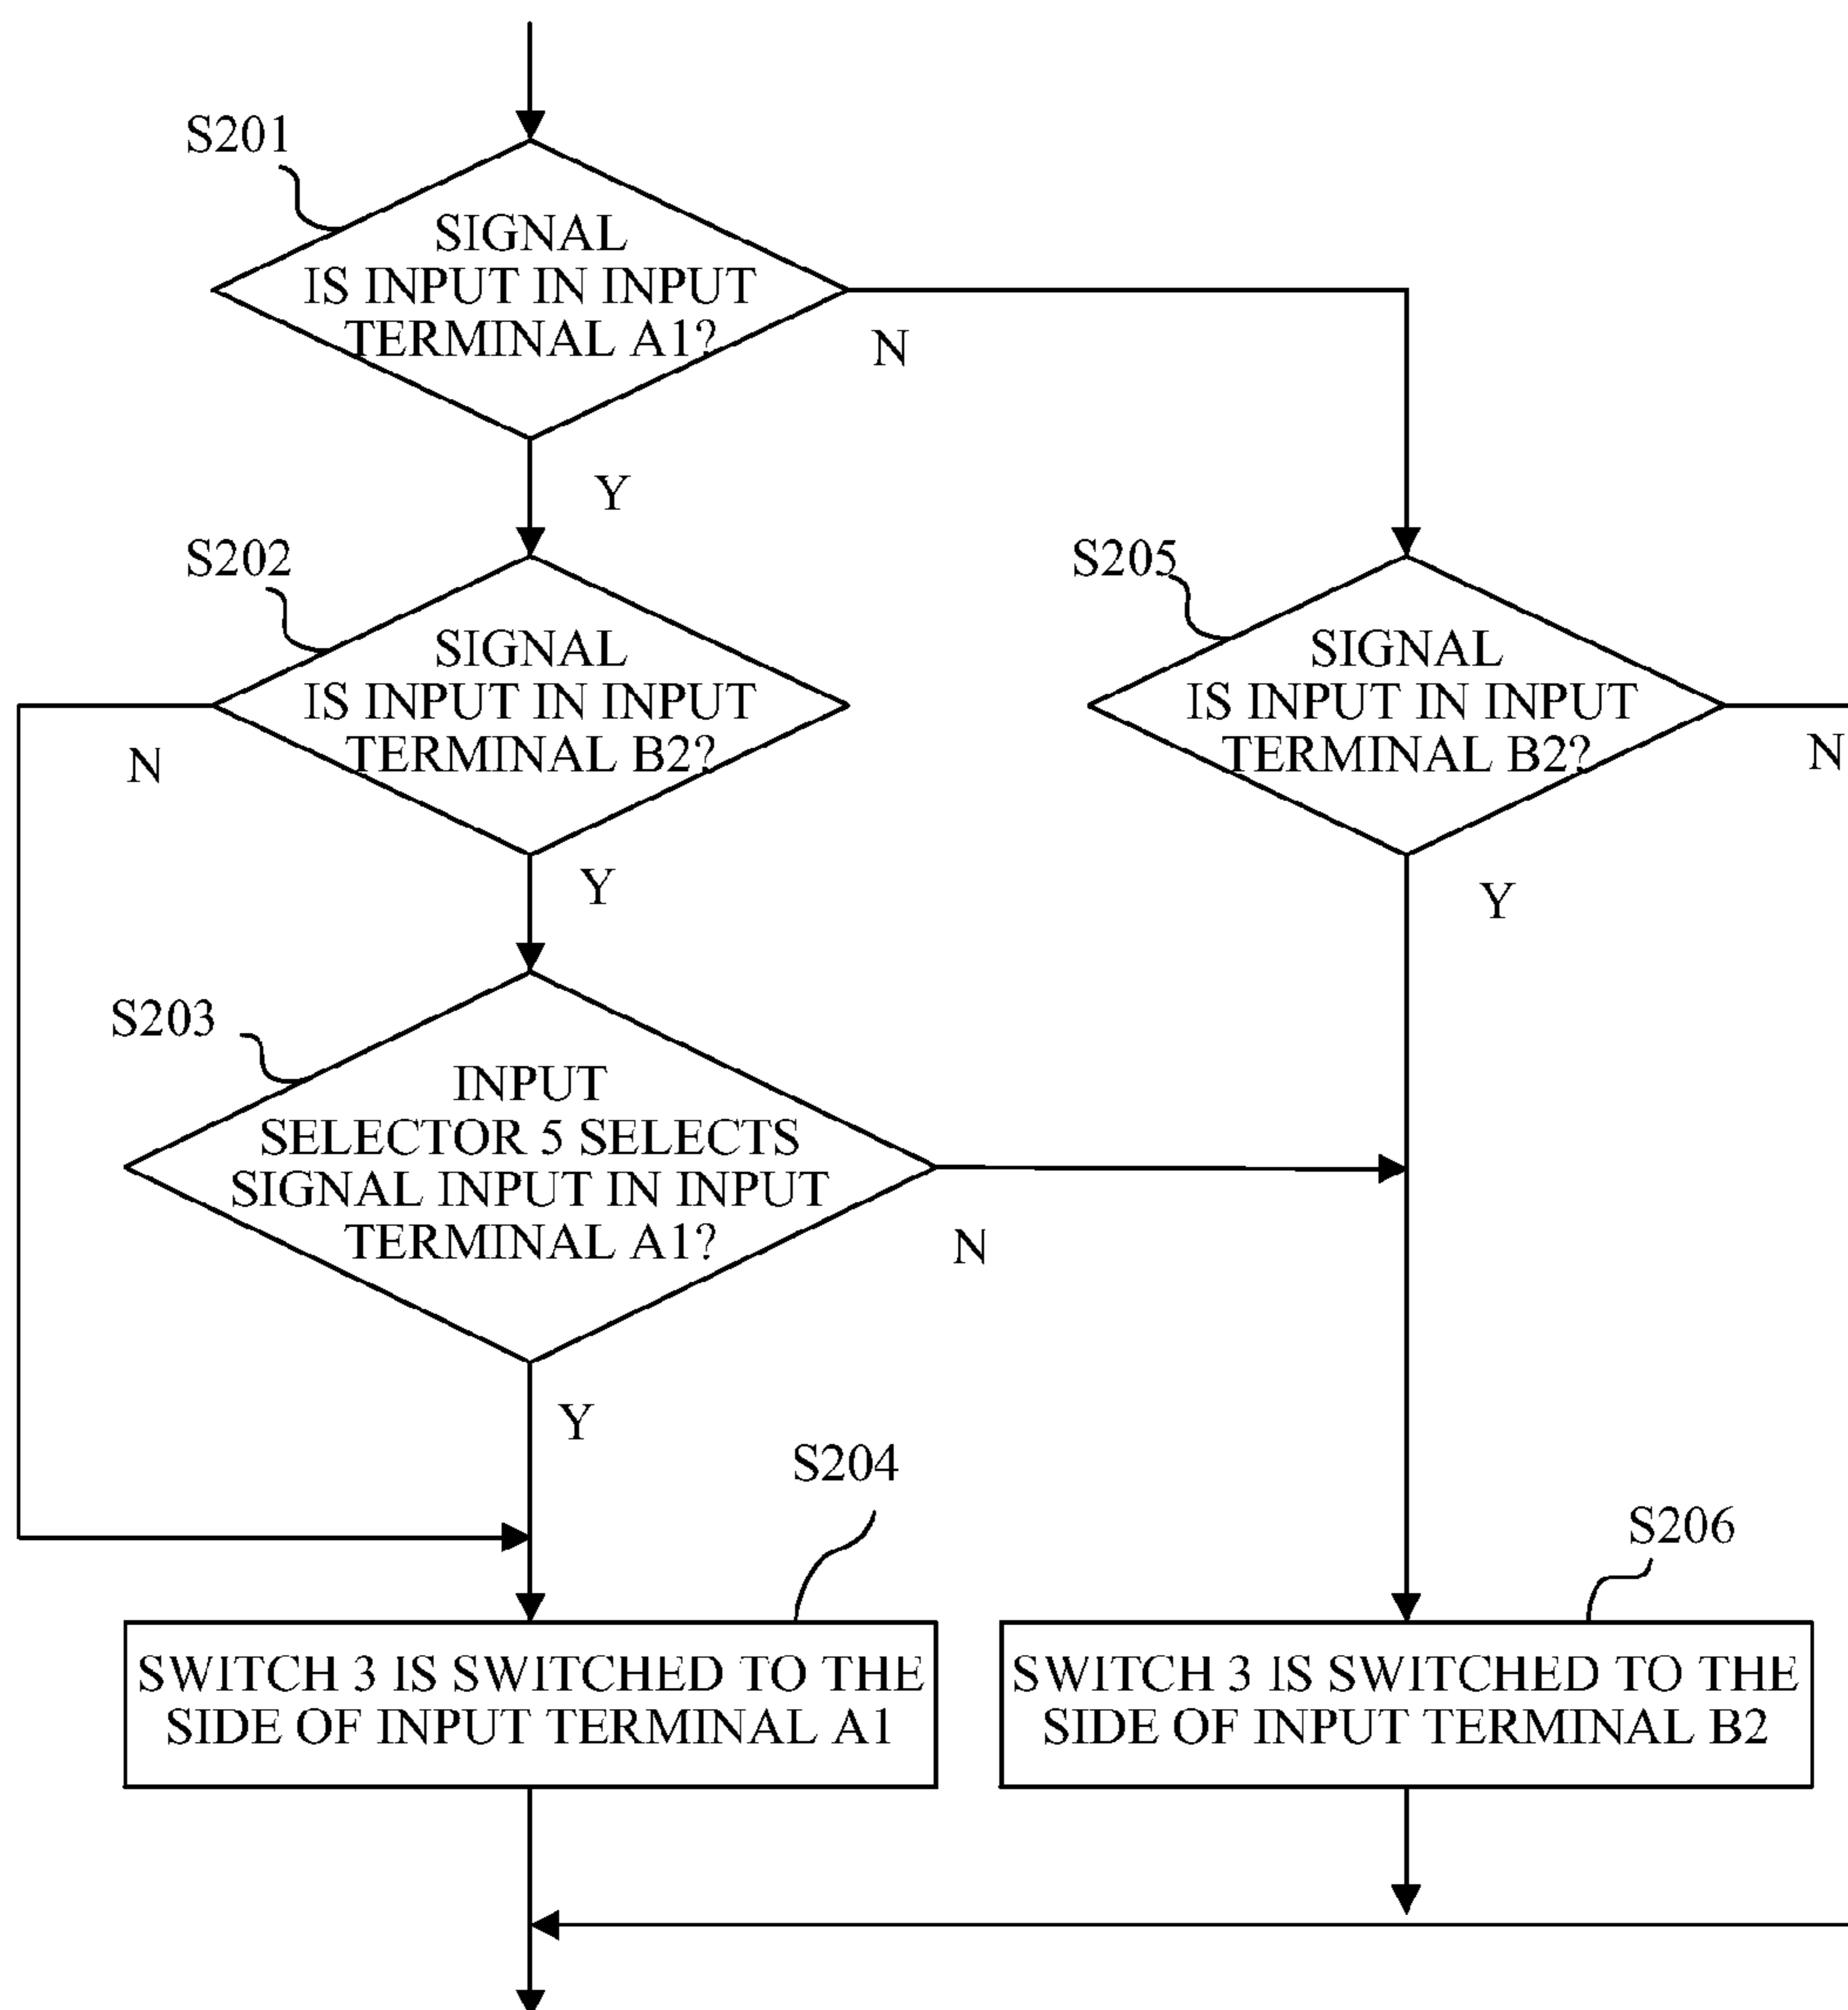 S201
SIGNAL
IS INPUT IN INPUT
TERMINAL A1?
N
Y
S202
SIGNAL
IS INPUT IN INPUT
TERMINAL B2?
N
Y
S205
SIGNAL
IS INPUT IN INPUT
TERMINAL B2?
N
Y
S203
INPUT
SELECTOR 5 SELECTS
SIGNAL INPUT IN INPUT
TERMINAL A1?
N
Y
S204
SWITCH 3 IS SWITCHED TO THE
SIDE OF INPUT TERMINAL A1
S206
SWITCH 3 IS SWITCHED TO THE
SIDE OF INPUT TERMINAL B2